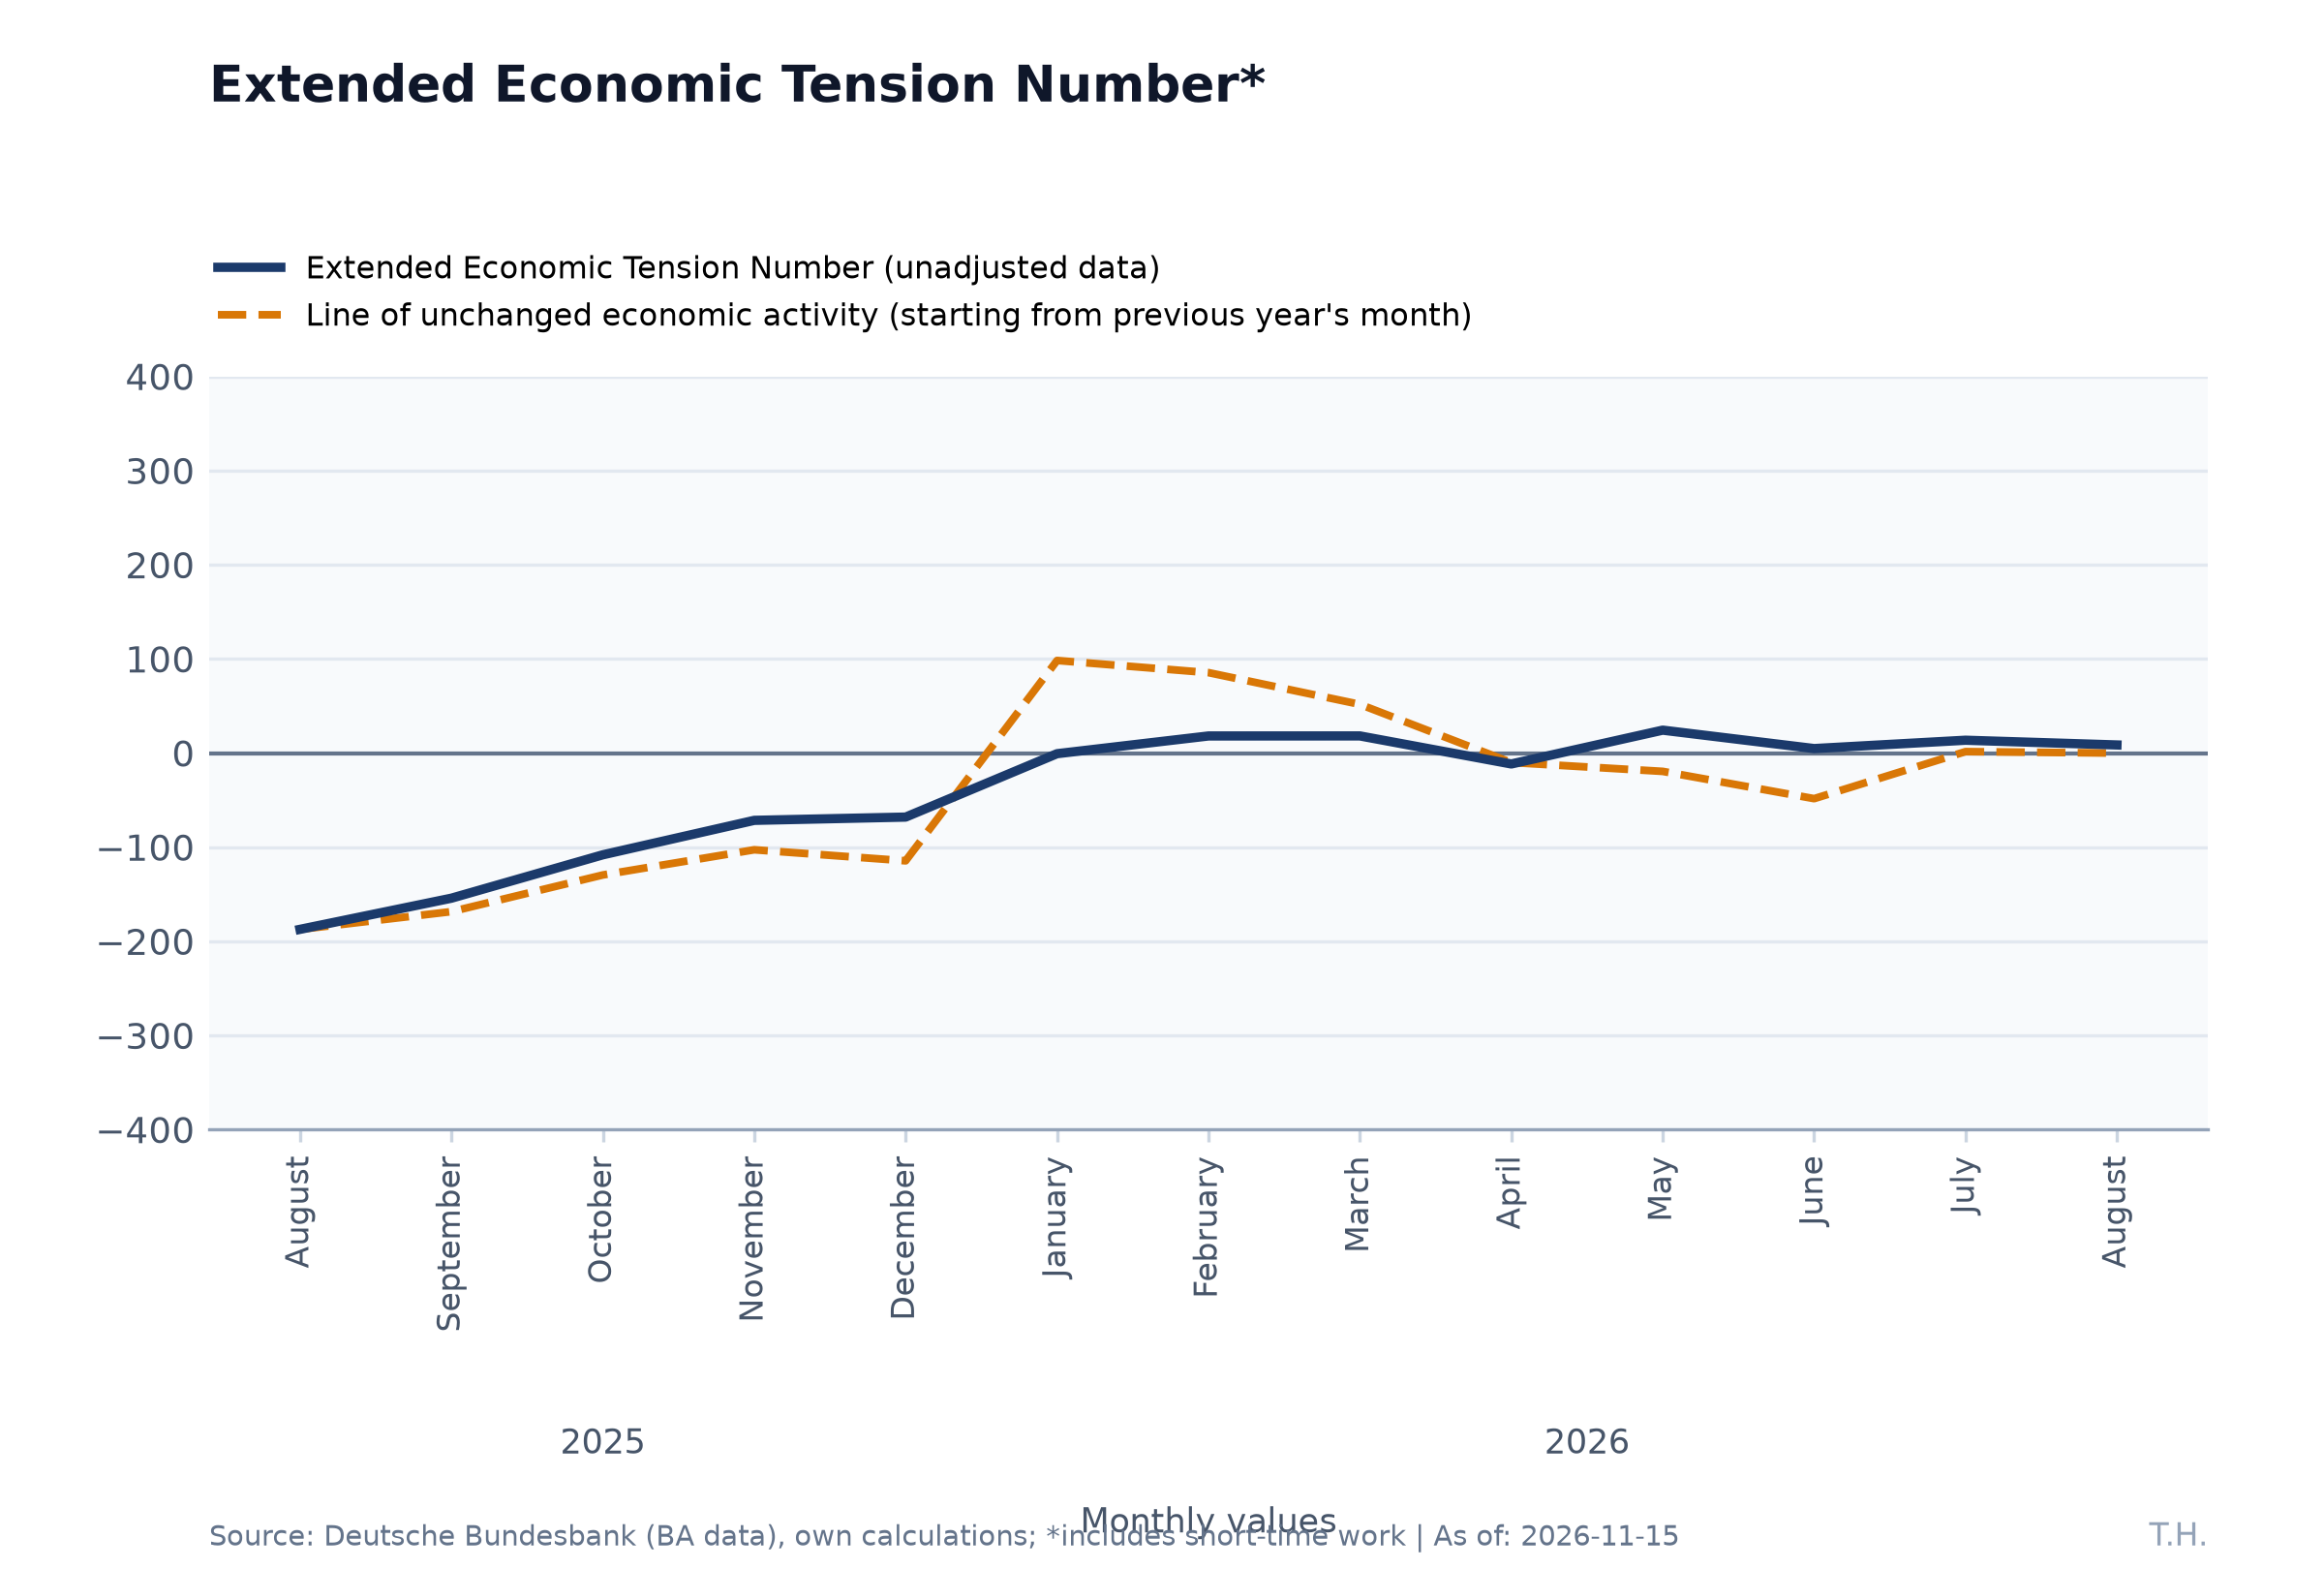 Extended Economic Tension Number*
Extended Economic Tension Number (unadjusted data)
Line of unchanged economic activity (starting from previous year's month)
400
300
200
100
0
−100
−200
−300
−400
August
September
October
November
December
January
February
March
April
May
June
July
August
2025
2026
Monthly values
Source: Deutsche Bundesbank (BA data), own calculations; *includes short-time work | As of: 2026-11-15
T.H.